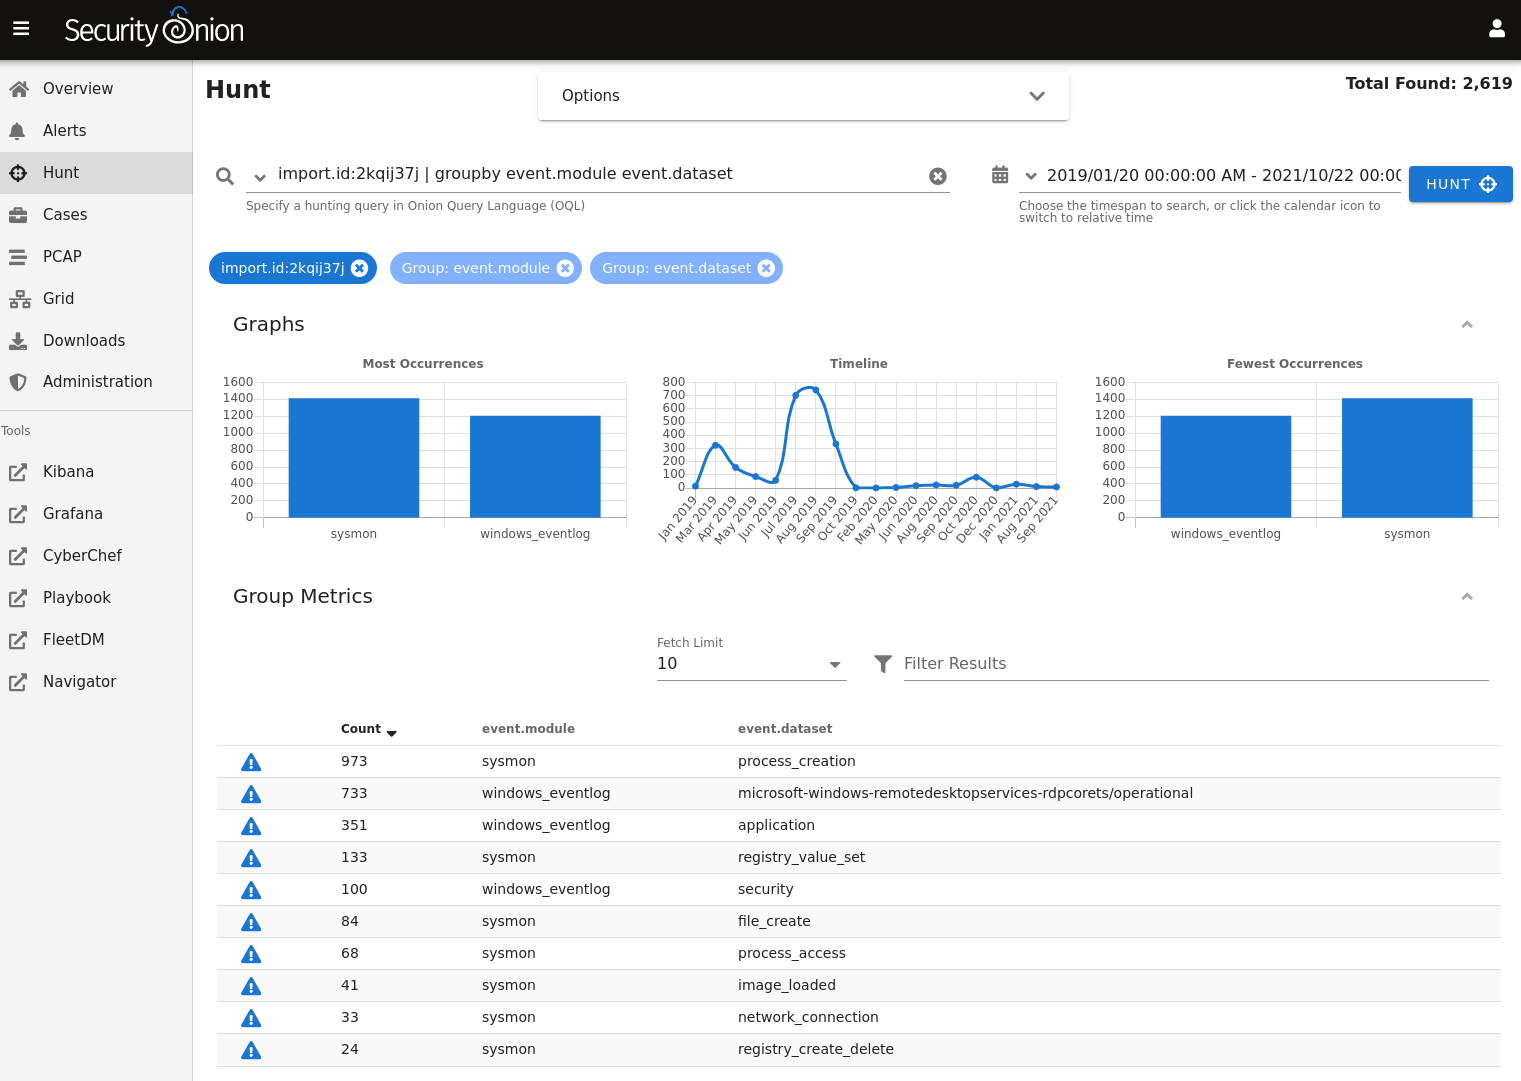 Security Onion
Overview
Alerts
Hunt
Cases
PCAP
Grid
Downloads
Administration
Tools
Kibana
Grafana
CyberChef
Playbook
FleetDM
Navigator
Hunt
Options
Total Found: 2,619
import.id:2kqij37j | groupby event.module event.dataset
Specify a hunting query in Onion Query Language (OQL)
2019/01/20 00:00:00 AM - 2021/10/22 00:00
Choose the timespan to search, or click the calendar icon to
switch to relative time
HUNT
import.id:2kqij37j
Group: event.module
Group: event.dataset
Graphs
Most Occurrences
1600
1400
1200
1000
800
600
400
200
0
sysmon
windows_eventlog
Timeline
800
700
600
500
400
300
200
100
0
Jan 2019
Mar 2019
Apr 2019
May 2019
Jun 2019
Jul 2019
Aug 2019
Sep 2019
Oct 2019
Feb 2020
May 2020
Jun 2020
Aug 2020
Sep 2020
Oct 2020
Dec 2020
Jan 2021
Aug 2021
Sep 2021
Fewest Occurrences
1600
1400
1200
1000
800
600
400
200
0
windows_eventlog
sysmon
Group Metrics
Fetch Limit
10
Filter Results
Count event.module event.dataset
973 sysmon process_creation
733 windows_eventlog microsoft-windows-remotedesktopservices-rdpcorets/operational
351 windows_eventlog application
133 sysmon registry_value_set
100 windows_eventlog security
84 sysmon file_create
68 sysmon process_access
41 sysmon image_loaded
33 sysmon network_connection
24 sysmon registry_create_delete